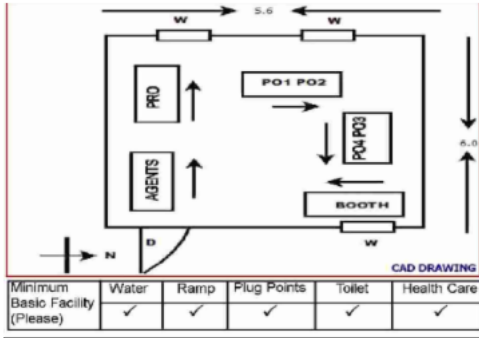 5.6
W W
PRO
PO1 PO2
6.0
PO4 PO3
AGENTS
BOOTH
D
N
W
CAD DRAWING
Minimum Basic Facility (Please) Water Ramp Plug Points Toilet Health Care
✓ ✓ ✓ ✓ ✓